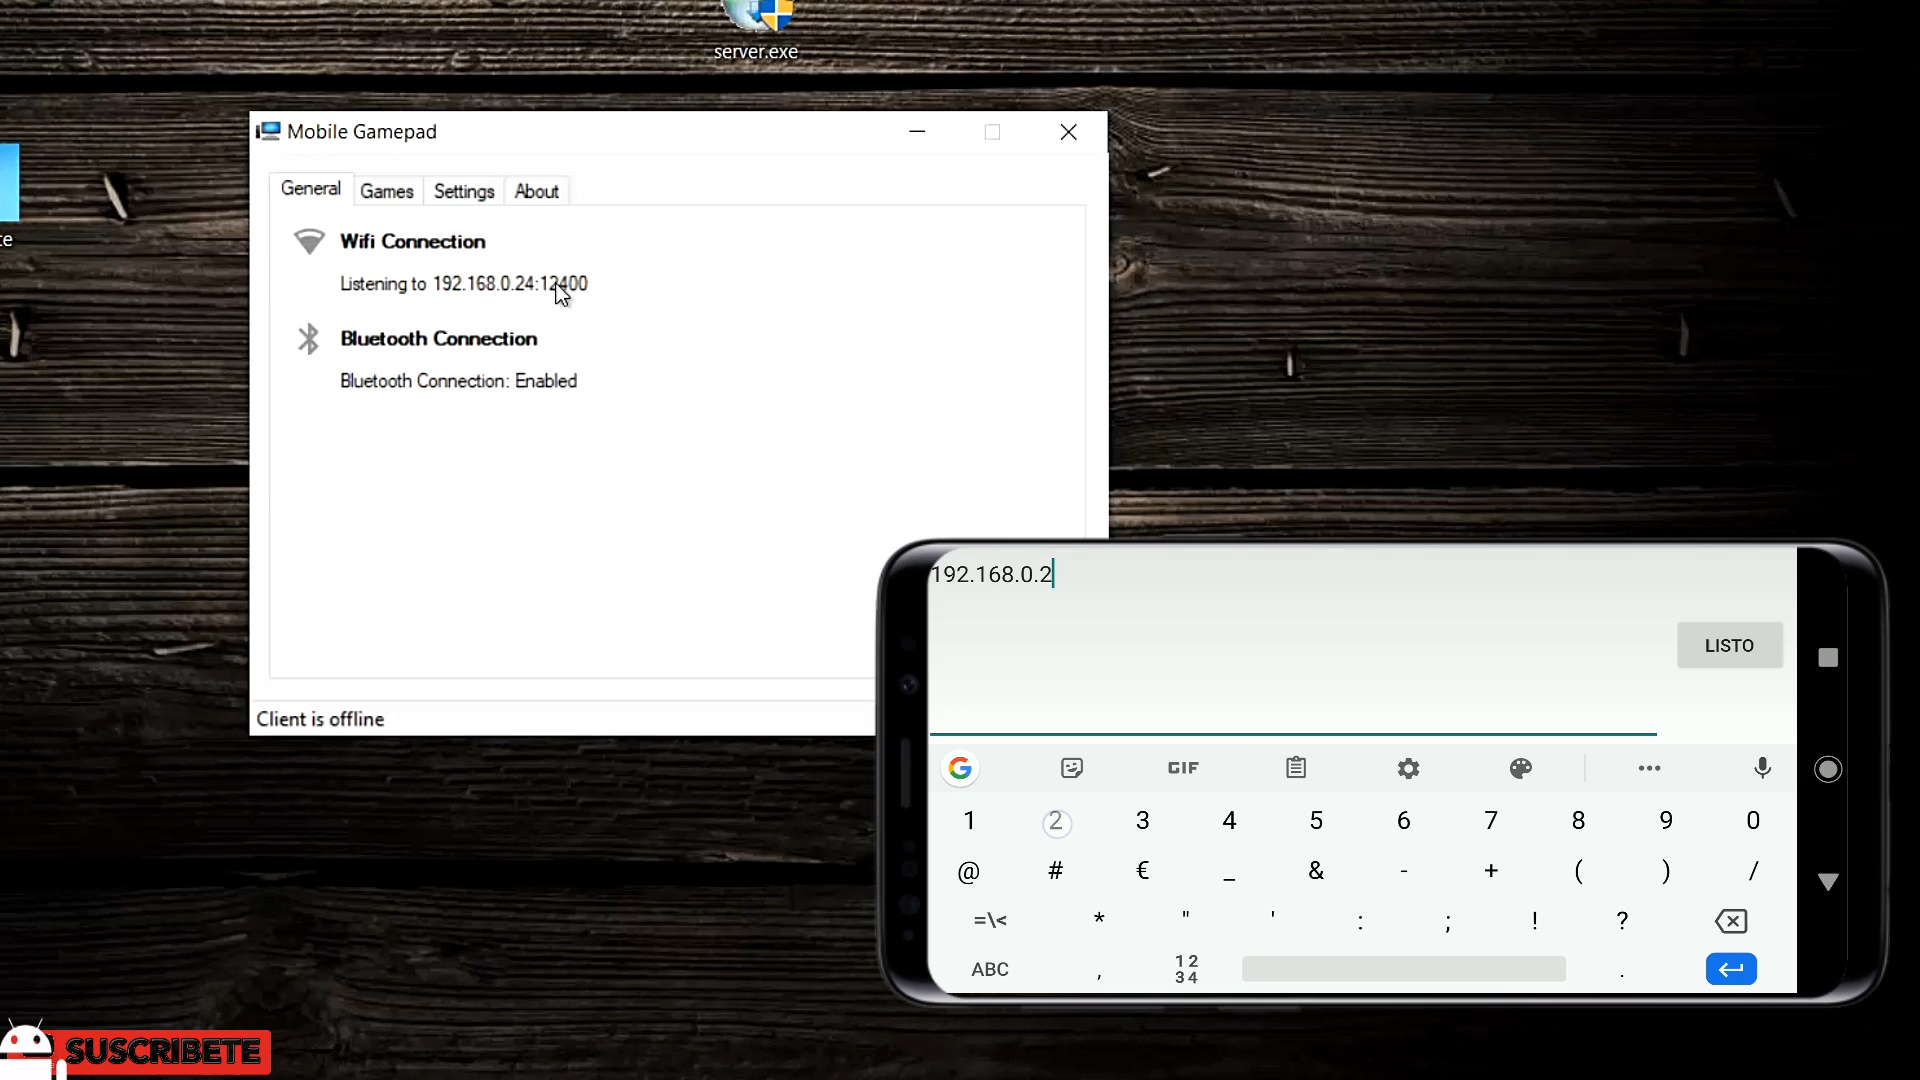 server.exe
Mobile Gamepad
te
General Games Settings About
Wifi Connection
Listening to 192.168.0.24:12400
Bluetooth Connection
Bluetooth Connection: Enabled
Client is offline
192.168.0.2
LISTO
G GIF
1 2 3 4 5 6 7 8 9 0
@ # € _ & - + ( ) /
=\< * " ' : ; ! ?
ABC , 12 34 .
SUSCRIBETE